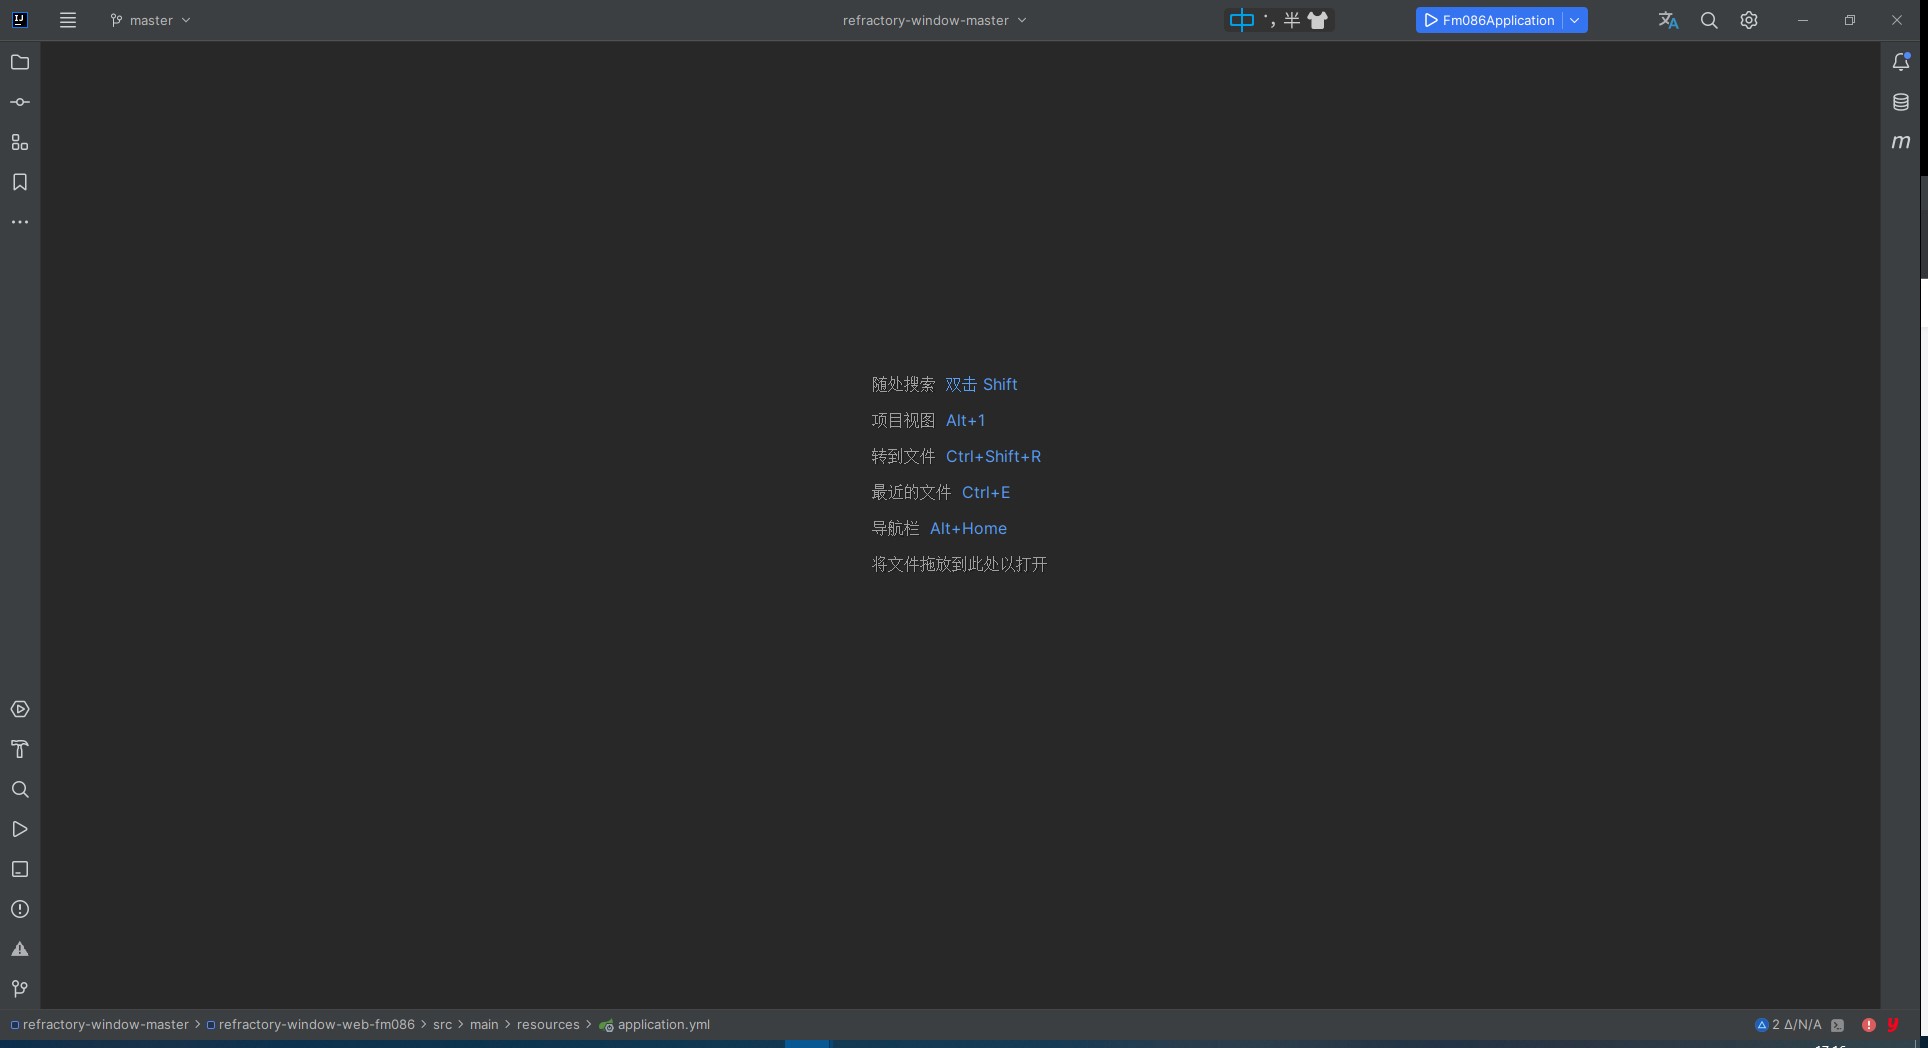 master
refractory-window-master
中 半
Fm086Application
随处搜索 双击 Shift
项目视图 Alt+1
转到文件 Ctrl+Shift+R
最近的文件 Ctrl+E
导航栏 Alt+Home
将文件拖放到此处以打开
refractory-window-master > refractory-window-web-fm086 > src > main > resources > application.yml
2 Δ/N/A